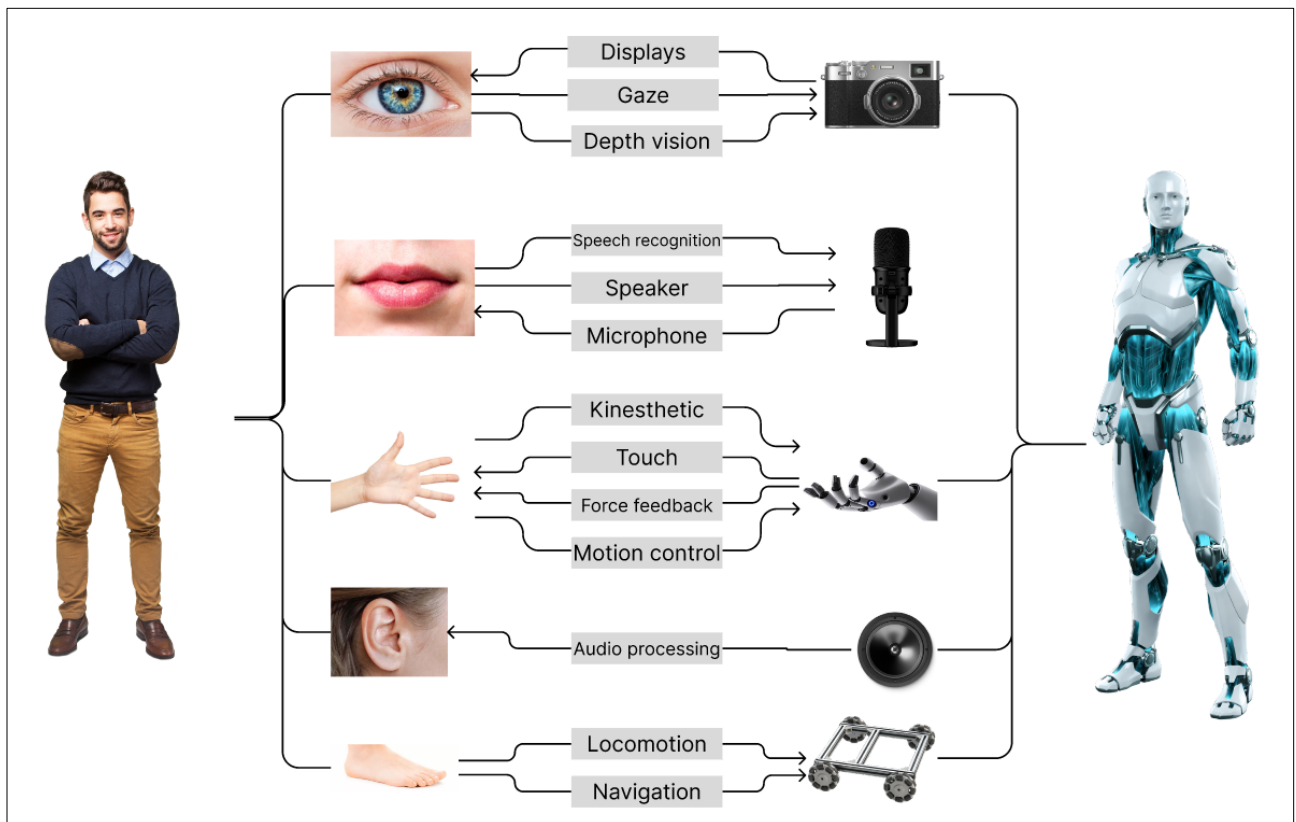 Displays
Gaze
Depth vision
Speech recognition
Speaker
Microphone
Kinesthetic
Touch
Force feedback
Motion control
Audio processing
Locomotion
Navigation